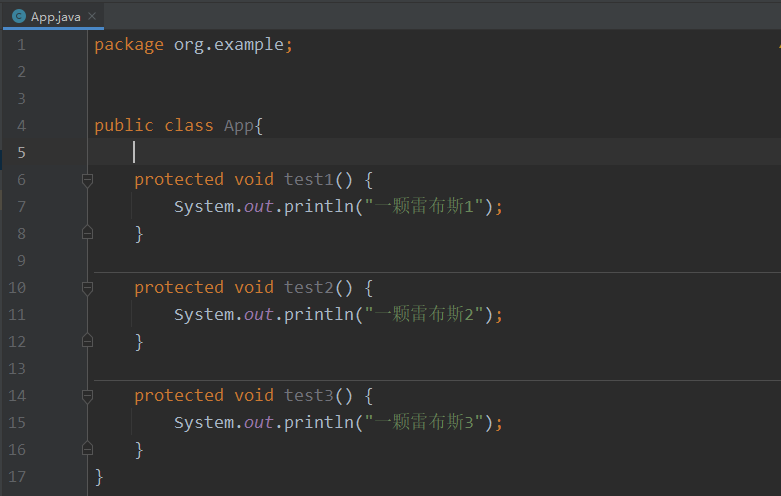 App.java
1 package org.example;
2
3
4 public class App{
5
6 protected void test1() {
7 System.out.println("一颗雷布斯1");
8 }
9
10 protected void test2() {
11 System.out.println("一颗雷布斯2");
12 }
13
14 protected void test3() {
15 System.out.println("一颗雷布斯3");
16 }
17 }